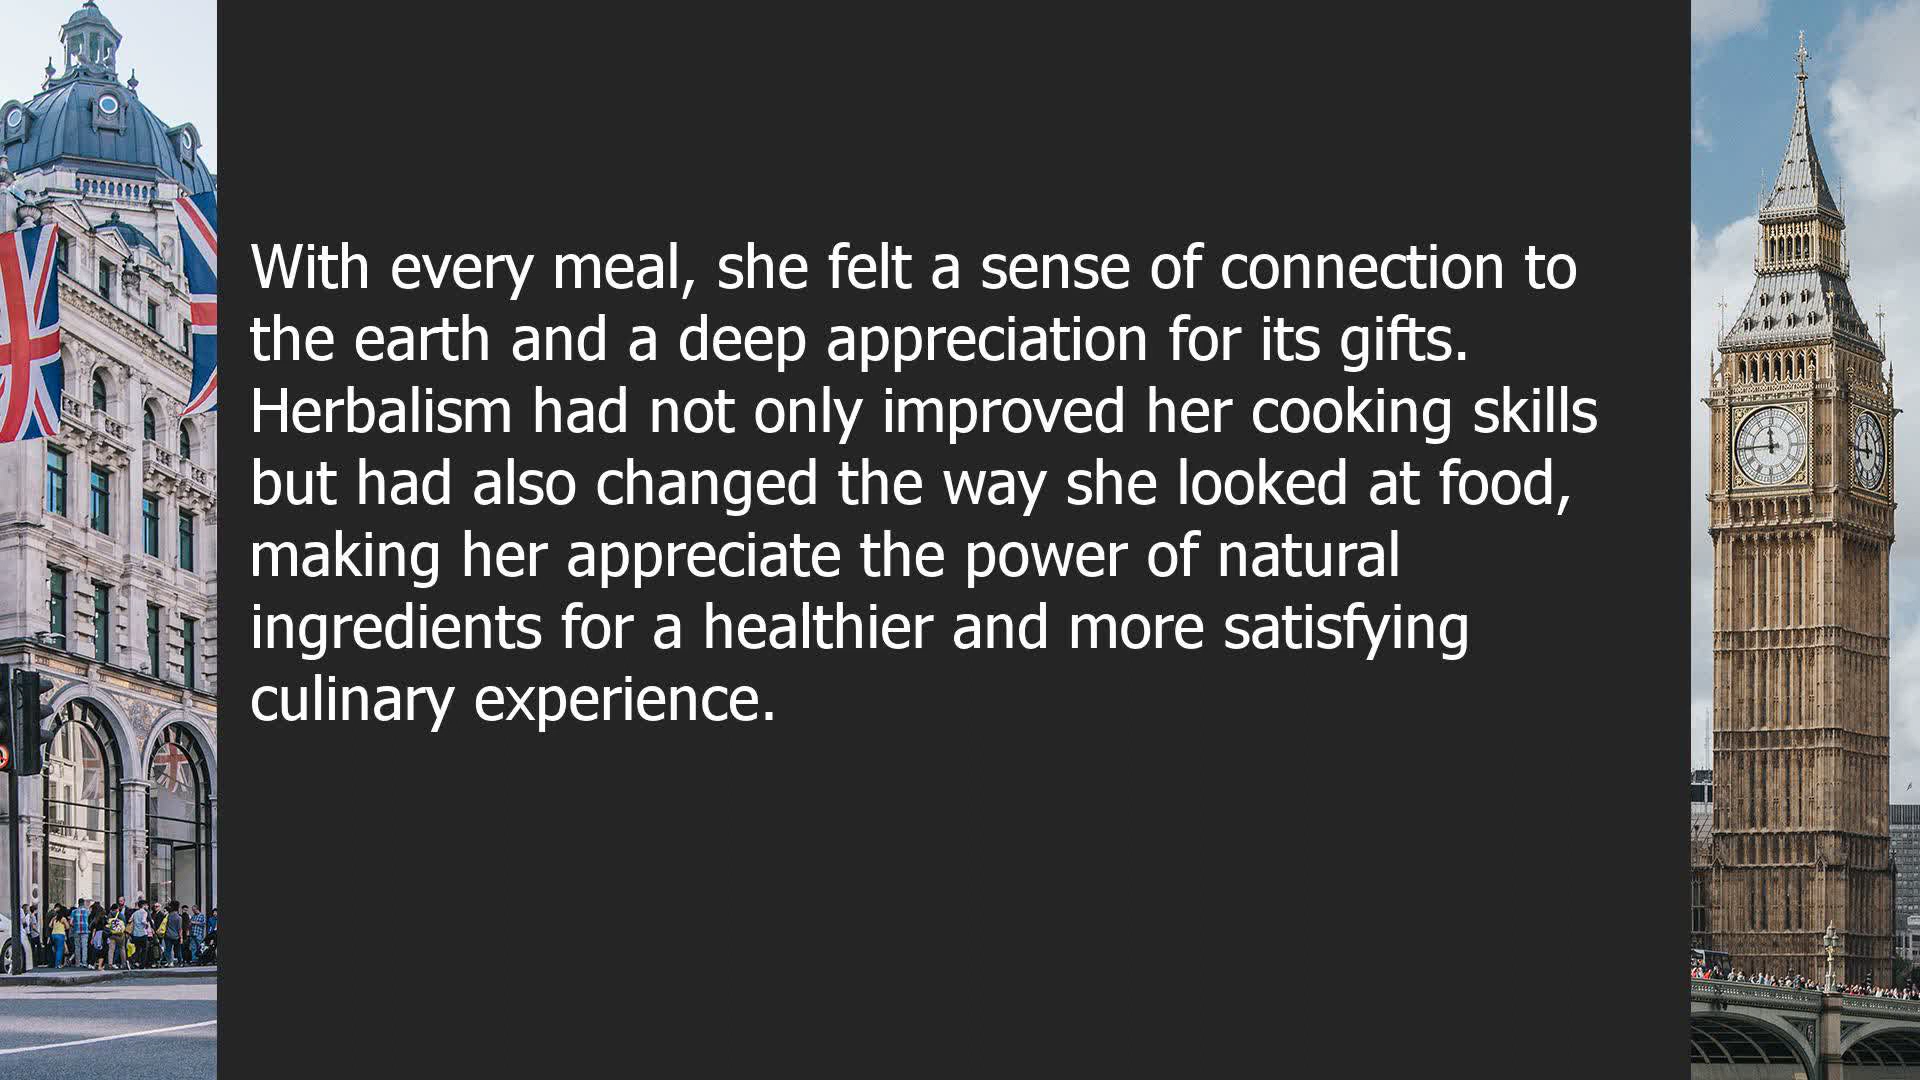 With every meal, she felt a sense of connection to
the earth and a deep appreciation for its gifts.
Herbalism had not only improved her cooking skills
but had also changed the way she looked at food,
making her appreciate the power of natural
ingredients for a healthier and more satisfying
culinary experience.